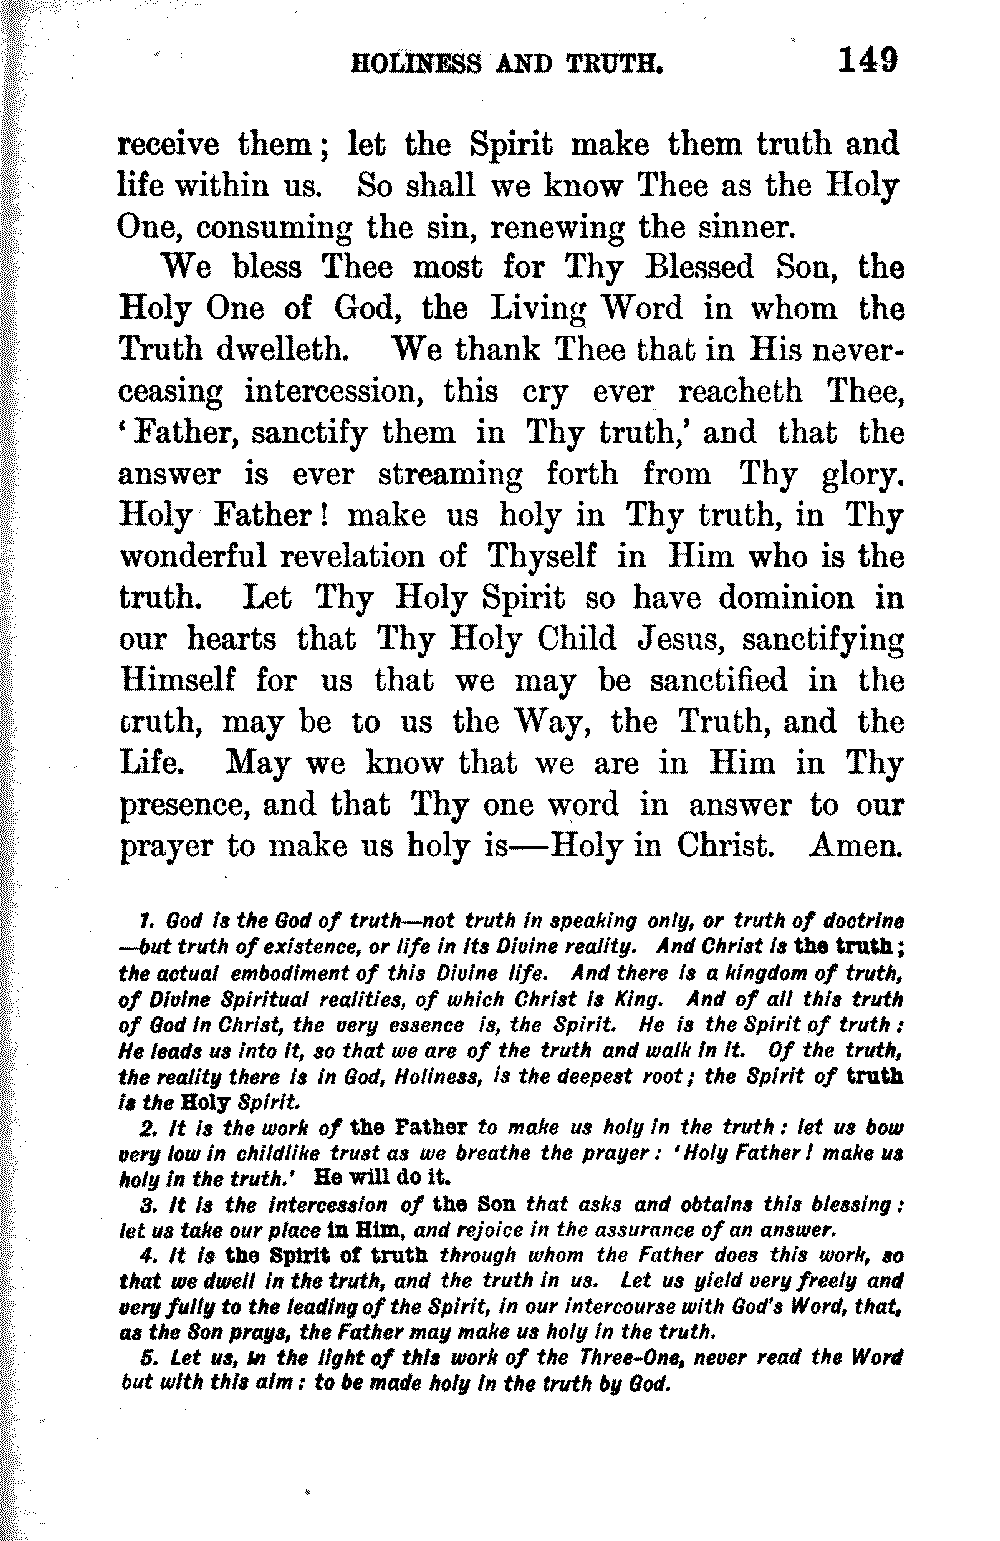 HOLINESS AND TRUTH. 149
receive them; let the Spirit make them truth and
life within us. So shall we know Thee as the Holy
One, consuming the sin, renewing the sinner.
We bless Thee most for Thy Blessed Son, the
Holy One of God, the Living Word in whom the
Truth dwelleth. We thank Thee that in His never-
ceasing intercession, this cry ever reacheth Thee,
‘Father, sanctify them in Thy truth,’ and that the
answer is ever streaming forth from Thy glory.
Holy Father! make us holy in Thy truth, in Thy
wonderful revelation of Thyself in Him who is the
truth. Let Thy Holy Spirit so have dominion in
our hearts that Thy Holy Child Jesus, sanctifying
Himself for us that we may be sanctified in the
truth, may be to us the Way, the Truth, and the
Life. May we know that we are in Him in Thy
presence, and that Thy one word in answer to our
prayer to make us holy is—Holy in Christ. Amen.
1. God is the God of truth—not truth in speaking only, or truth of doctrine
—but truth of existence, or life in its Divine reality. And Christ is the truth;
the actual embodiment of this Divine life. And there is a kingdom of truth,
of Divine Spiritual realities, of which Christ is King. And of all this truth
of God in Christ, the very essence is, the Spirit. He is the Spirit of truth:
He leads us into it, so that we are of the truth and walk in it. Of the truth,
the reality there is in God, Holiness, is the deepest root; the Spirit of truth
is the Holy Spirit.
2. It is the work of the Father to make us holy in the truth: let us bow
very low in childlike trust as we breathe the prayer: ‘Holy Father! make us
holy in the truth.’ He will do it.
3. It is the intercession of the Son that asks and obtains this blessing:
let us take our place in Him, and rejoice in the assurance of an answer.
4. It is the Spirit of truth through whom the Father does this work, so
that we dwell in the truth, and the truth in us. Let us yield very freely and
very fully to the leading of the Spirit, in our intercourse with God's Word, that,
as the Son prays, the Father may make us holy in the truth.
5. Let us, in the light of this work of the Three-One, never read the Word
but with this aim: to be made holy in the truth by God.